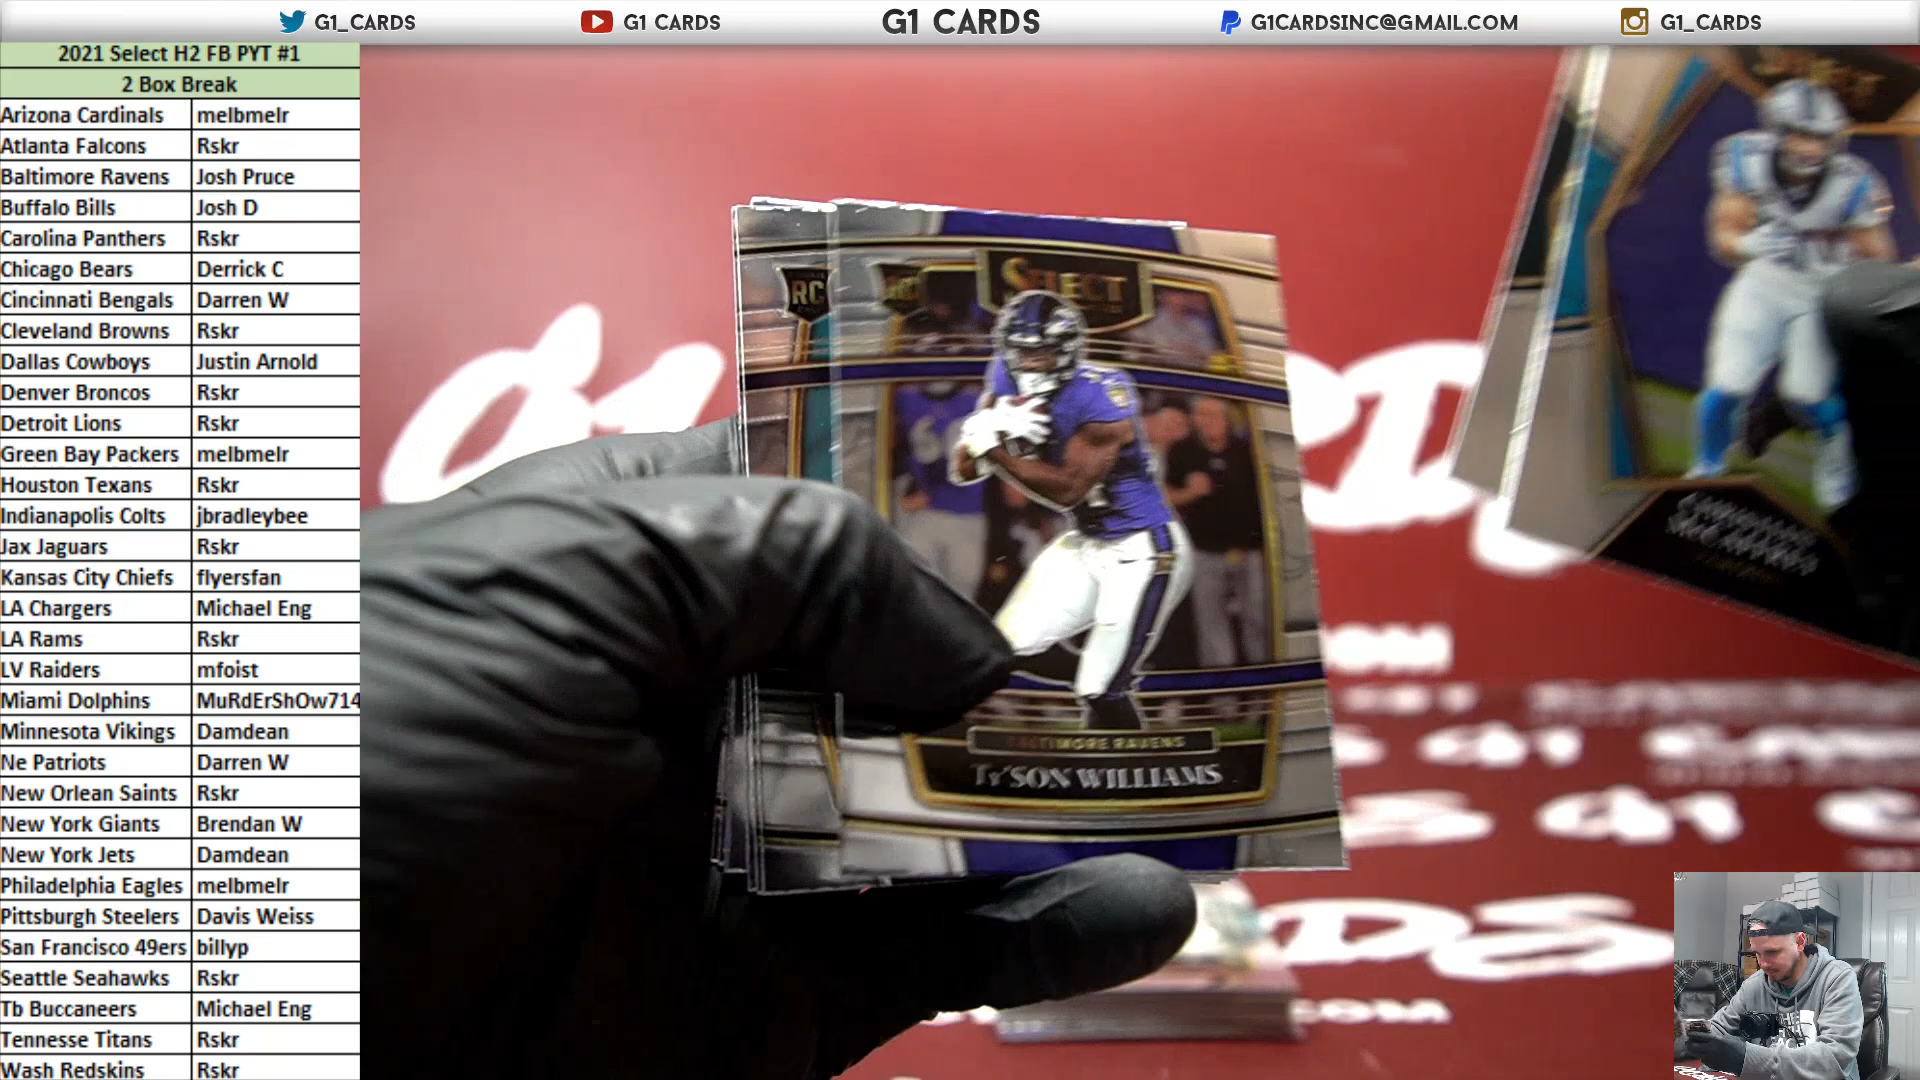 G1_CARDS
G1 CARDS
G1 CARDS
G1CARDSINC@GMAIL.COM
G1_CARDS
2021 Select H2 FB PYT #1
2 Box Break
Arizona Cardinals melbmelr
Atlanta Falcons Rskr
Baltimore Ravens Josh Pruce
Buffalo Bills Josh D
Carolina Panthers Rskr
Chicago Bears Derrick C
Cincinnati Bengals Darren W
Cleveland Browns Rskr
Dallas Cowboys Justin Arnold
Denver Broncos Rskr
Detroit Lions Rskr
Green Bay Packers melbmelr
Houston Texans Rskr
Indianapolis Colts jbradleybee
Jax Jaguars Rskr
Kansas City Chiefs flyersfan
LA Chargers Michael Eng
LA Rams Rskr
LV Raiders mfoist
Miami Dolphins MuRdErShOw714
Minnesota Vikings Damdean
Ne Patriots Darren W
New Orlean Saints Rskr
New York Giants Brendan W
New York Jets Damdean
Philadelphia Eagles melbmelr
Pittsburgh Steelers Davis Weiss
San Francisco 49ers billyp
Seattle Seahawks Rskr
Tb Buccaneers Michael Eng
Tennesse Titans Rskr
Wash Redskins Rskr
RC
RC
SELECT
BALTIMORE RAVENS
TY'SON WILLIAMS
SELECT
CHRISTIAN
MCCAFFREY